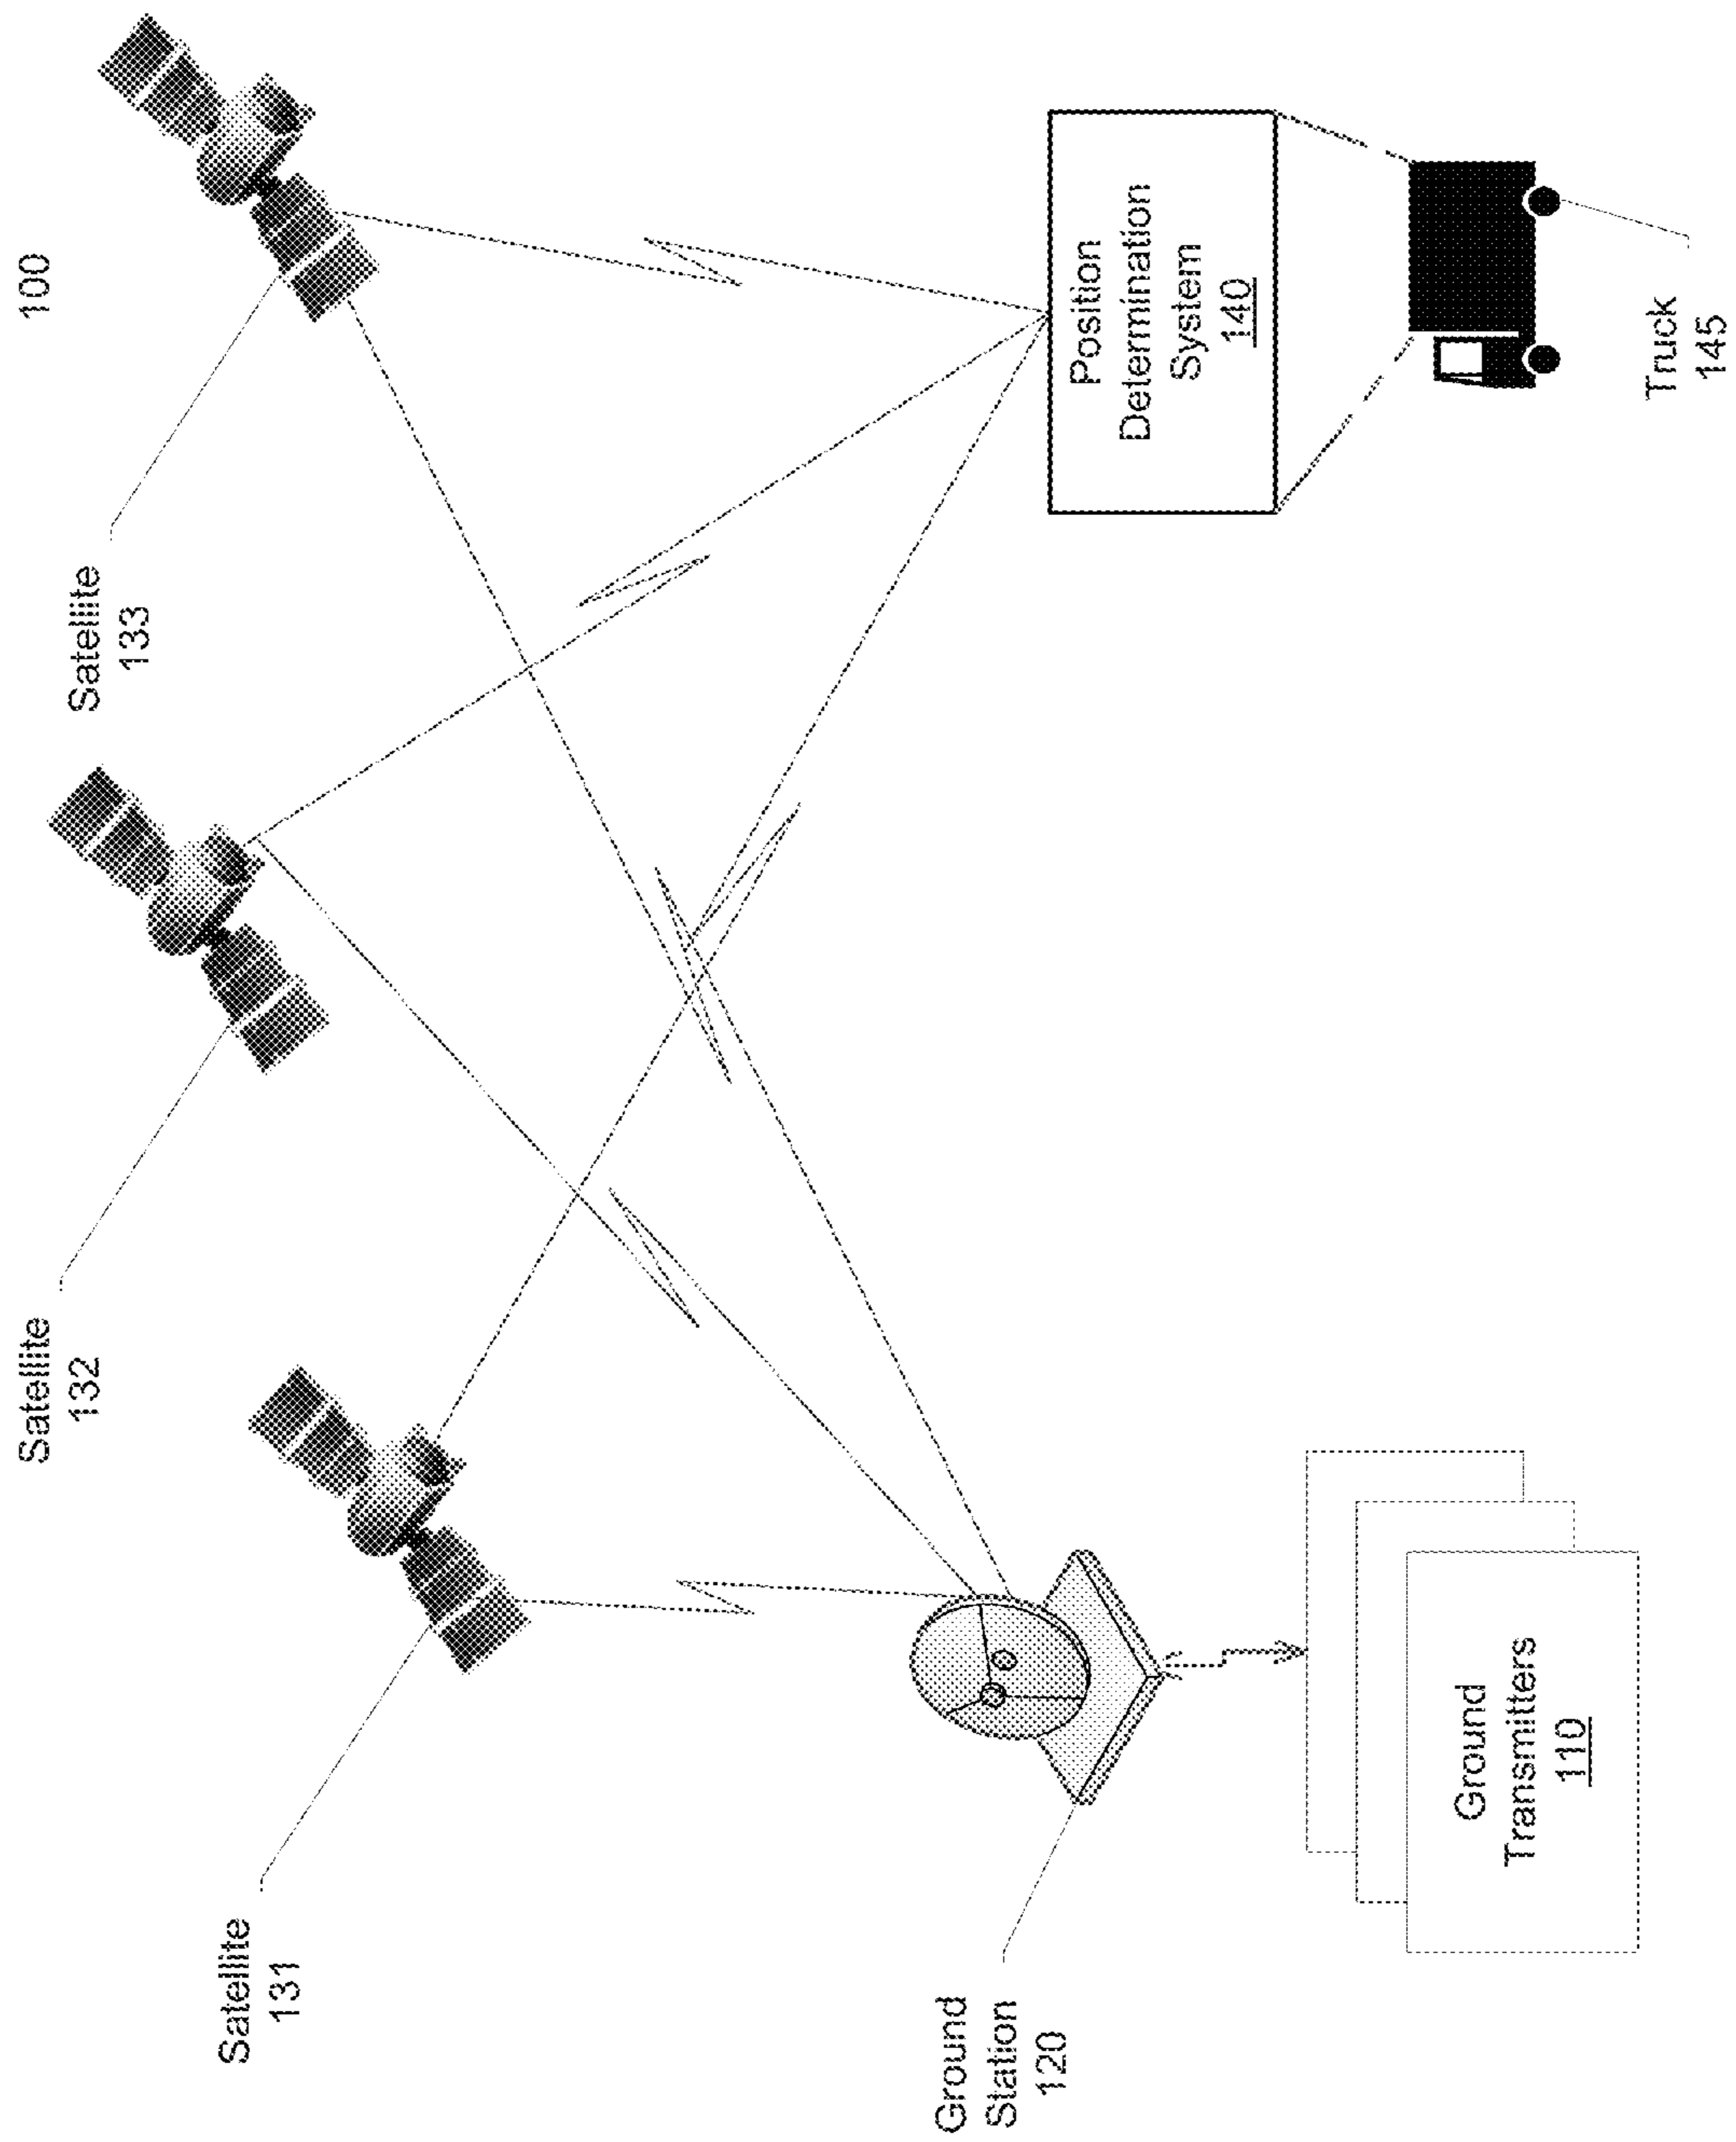 100
Satellite
131
Satellite
132
Satellite
133
Ground
Station
120
Position
Determination
System
140
Ground
Transmitters
110
Truck
145